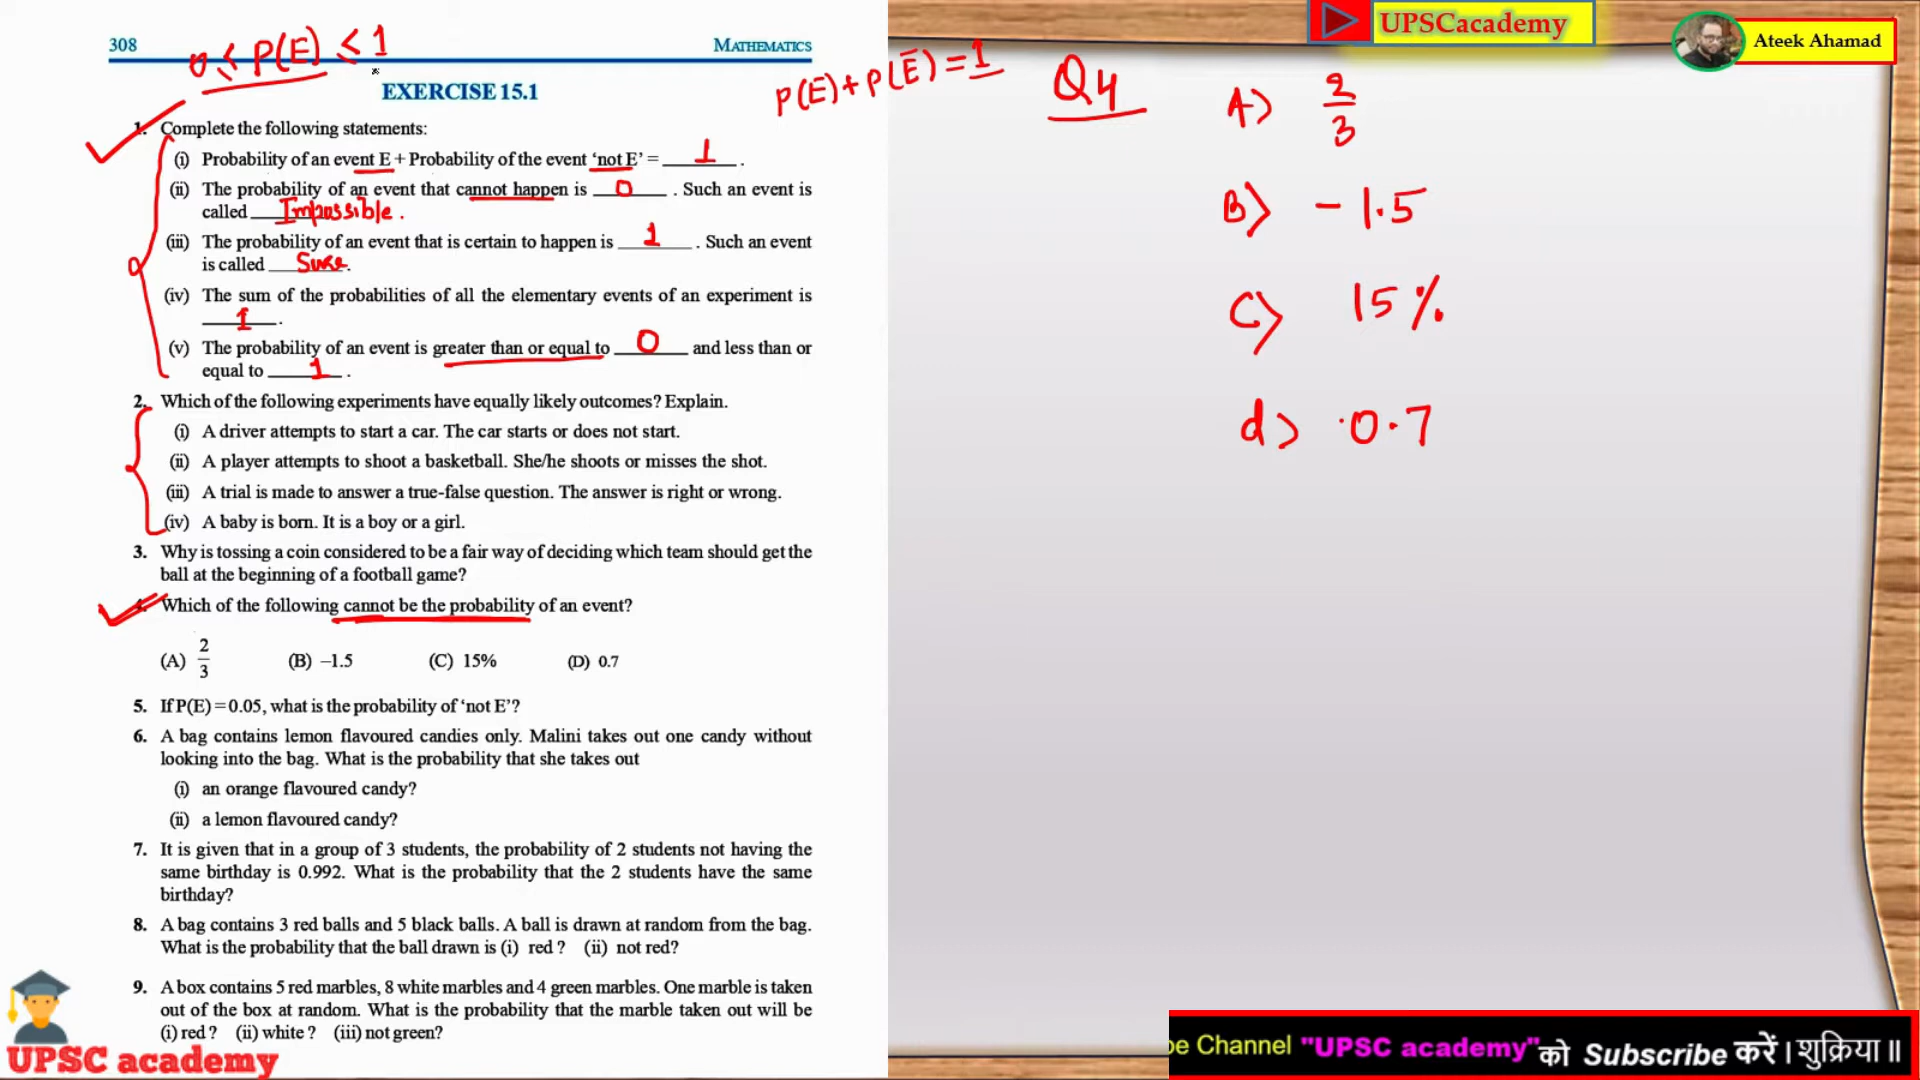 308
MATHEMATICS
0 ≤ P(E) ≤ 1
EXERCISE 15.1
P(E) + P(E̅) = 1
1. Complete the following statements:
(i) Probability of an event E + Probability of the event ‘not E’ = 1 .
(ii) The probability of an event that cannot happen is 0 . Such an event is
called Impossible.
(iii) The probability of an event that is certain to happen is 1 . Such an event
is called Sure.
(iv) The sum of the probabilities of all the elementary events of an experiment is
1 .
(v) The probability of an event is greater than or equal to 0 and less than or
equal to 1 .
2. Which of the following experiments have equally likely outcomes? Explain.
(i) A driver attempts to start a car. The car starts or does not start.
(ii) A player attempts to shoot a basketball. She/he shoots or misses the shot.
(iii) A trial is made to answer a true-false question. The answer is right or wrong.
(iv) A baby is born. It is a boy or a girl.
3. Why is tossing a coin considered to be a fair way of deciding which team should get the
ball at the beginning of a football game?
4. Which of the following cannot be the probability of an event?
(A) 2/3 (B) –1.5 (C) 15% (D) 0.7
5. If P(E) = 0.05, what is the probability of ‘not E’?
6. A bag contains lemon flavoured candies only. Malini takes out one candy without
looking into the bag. What is the probability that she takes out
(i) an orange flavoured candy?
(ii) a lemon flavoured candy?
7. It is given that in a group of 3 students, the probability of 2 students not having the
same birthday is 0.992. What is the probability that the 2 students have the same
birthday?
8. A bag contains 3 red balls and 5 black balls. A ball is drawn at random from the bag.
What is the probability that the ball drawn is (i) red ? (ii) not red?
9. A box contains 5 red marbles, 8 white marbles and 4 green marbles. One marble is taken
out of the box at random. What is the probability that the marble taken out will be
(i) red ? (ii) white ? (iii) not green?
UPSC academy
UPSCacademy
Ateek Ahamad
Q4
A> 2/3
B> -1.5
C> 15%
d> 0.7
be Channel "UPSC academy" को Subscribe करें । शुक्रिया ॥